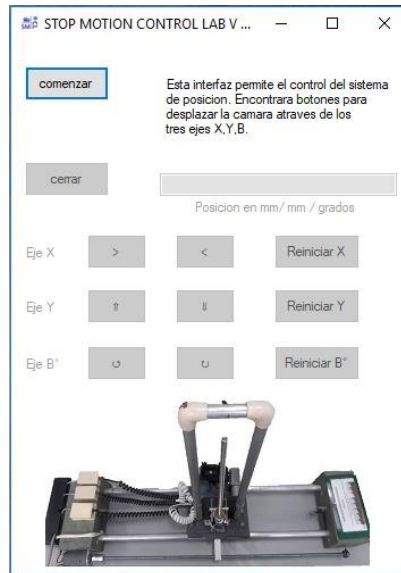 STOP MOTION CONTROL LAB V ...
comenzar
Esta interfaz permite el control del sistema
de posicion. Encontrara botones para
desplazar la camara atraves de los
tres ejes X,Y,B.
cerrar
Posicion en mm/ mm / grados
Eje X > < Reiniciar X
Eje Y ⇑ ⇓ Reiniciar Y
Eje B° ↺ ↻ Reiniciar B°